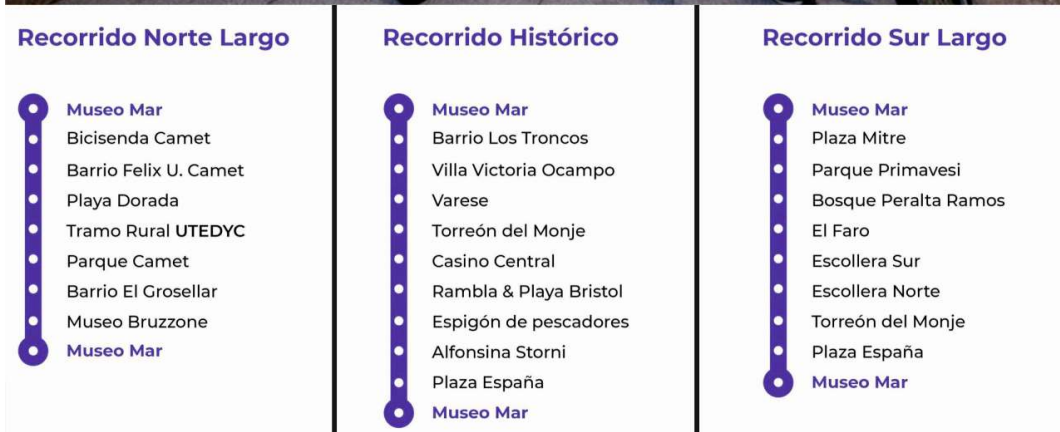 Recorrido Norte Largo
Museo Mar
Bicisenda Camet
Barrio Felix U. Camet
Playa Dorada
Tramo Rural UTEDYC
Parque Camet
Barrio El Grosellar
Museo Bruzzone
Museo Mar
Recorrido Histórico
Museo Mar
Barrio Los Troncos
Villa Victoria Ocampo
Varese
Torreón del Monje
Casino Central
Rambla & Playa Bristol
Espigón de pescadores
Alfonsina Storni
Plaza España
Museo Mar
Recorrido Sur Largo
Museo Mar
Plaza Mitre
Parque Primavesi
Bosque Peralta Ramos
El Faro
Escollera Sur
Escollera Norte
Torreón del Monje
Plaza España
Museo Mar